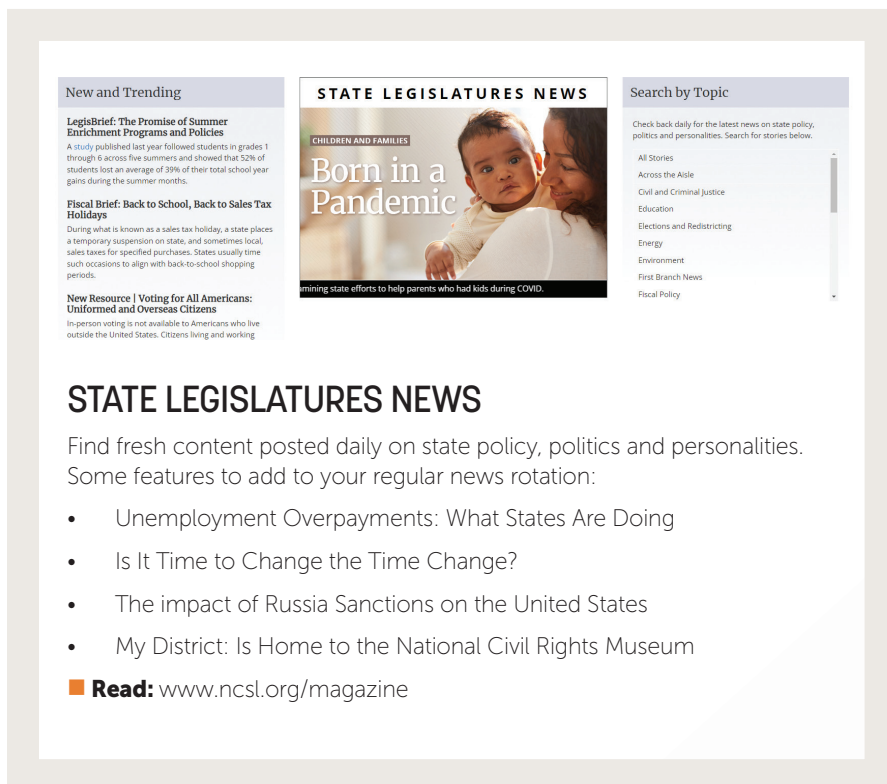 New and Trending
LegisBrief: The Promise of Summer
Enrichment Programs and Policies
A study published last year followed students in grades 1
through 6 across five summers and showed that 52% of
students lost an average of 39% of their total school year
gains during the summer months.
Fiscal Brief: Back to School, Back to Sales Tax
Holidays
During what is known as a sales tax holiday, a state places
a temporary suspension on state, and sometimes local,
sales taxes for specified purchases. States usually time
such occasions to align with back-to-school shopping
periods.
New Resource | Voting for All Americans:
Uniformed and Overseas Citizens
In-person voting is not available to Americans who live
outside the United States. Citizens living and working
STATE LEGISLATURES NEWS
CHILDREN AND FAMILIES
Born in a
Pandemic
amining state efforts to help parents who had kids during COVID.
Search by Topic
Check back daily for the latest news on state policy,
politics and personalities. Search for stories below.
All Stories
Across the Aisle
Civil and Criminal Justice
Education
Elections and Redistricting
Energy
Environment
First Branch News
Fiscal Policy
STATE LEGISLATURES NEWS
Find fresh content posted daily on state policy, politics and personalities.
Some features to add to your regular news rotation:
• Unemployment Overpayments: What States Are Doing
• Is It Time to Change the Time Change?
• The impact of Russia Sanctions on the United States
• My District: Is Home to the National Civil Rights Museum
Read: www.ncsl.org/magazine